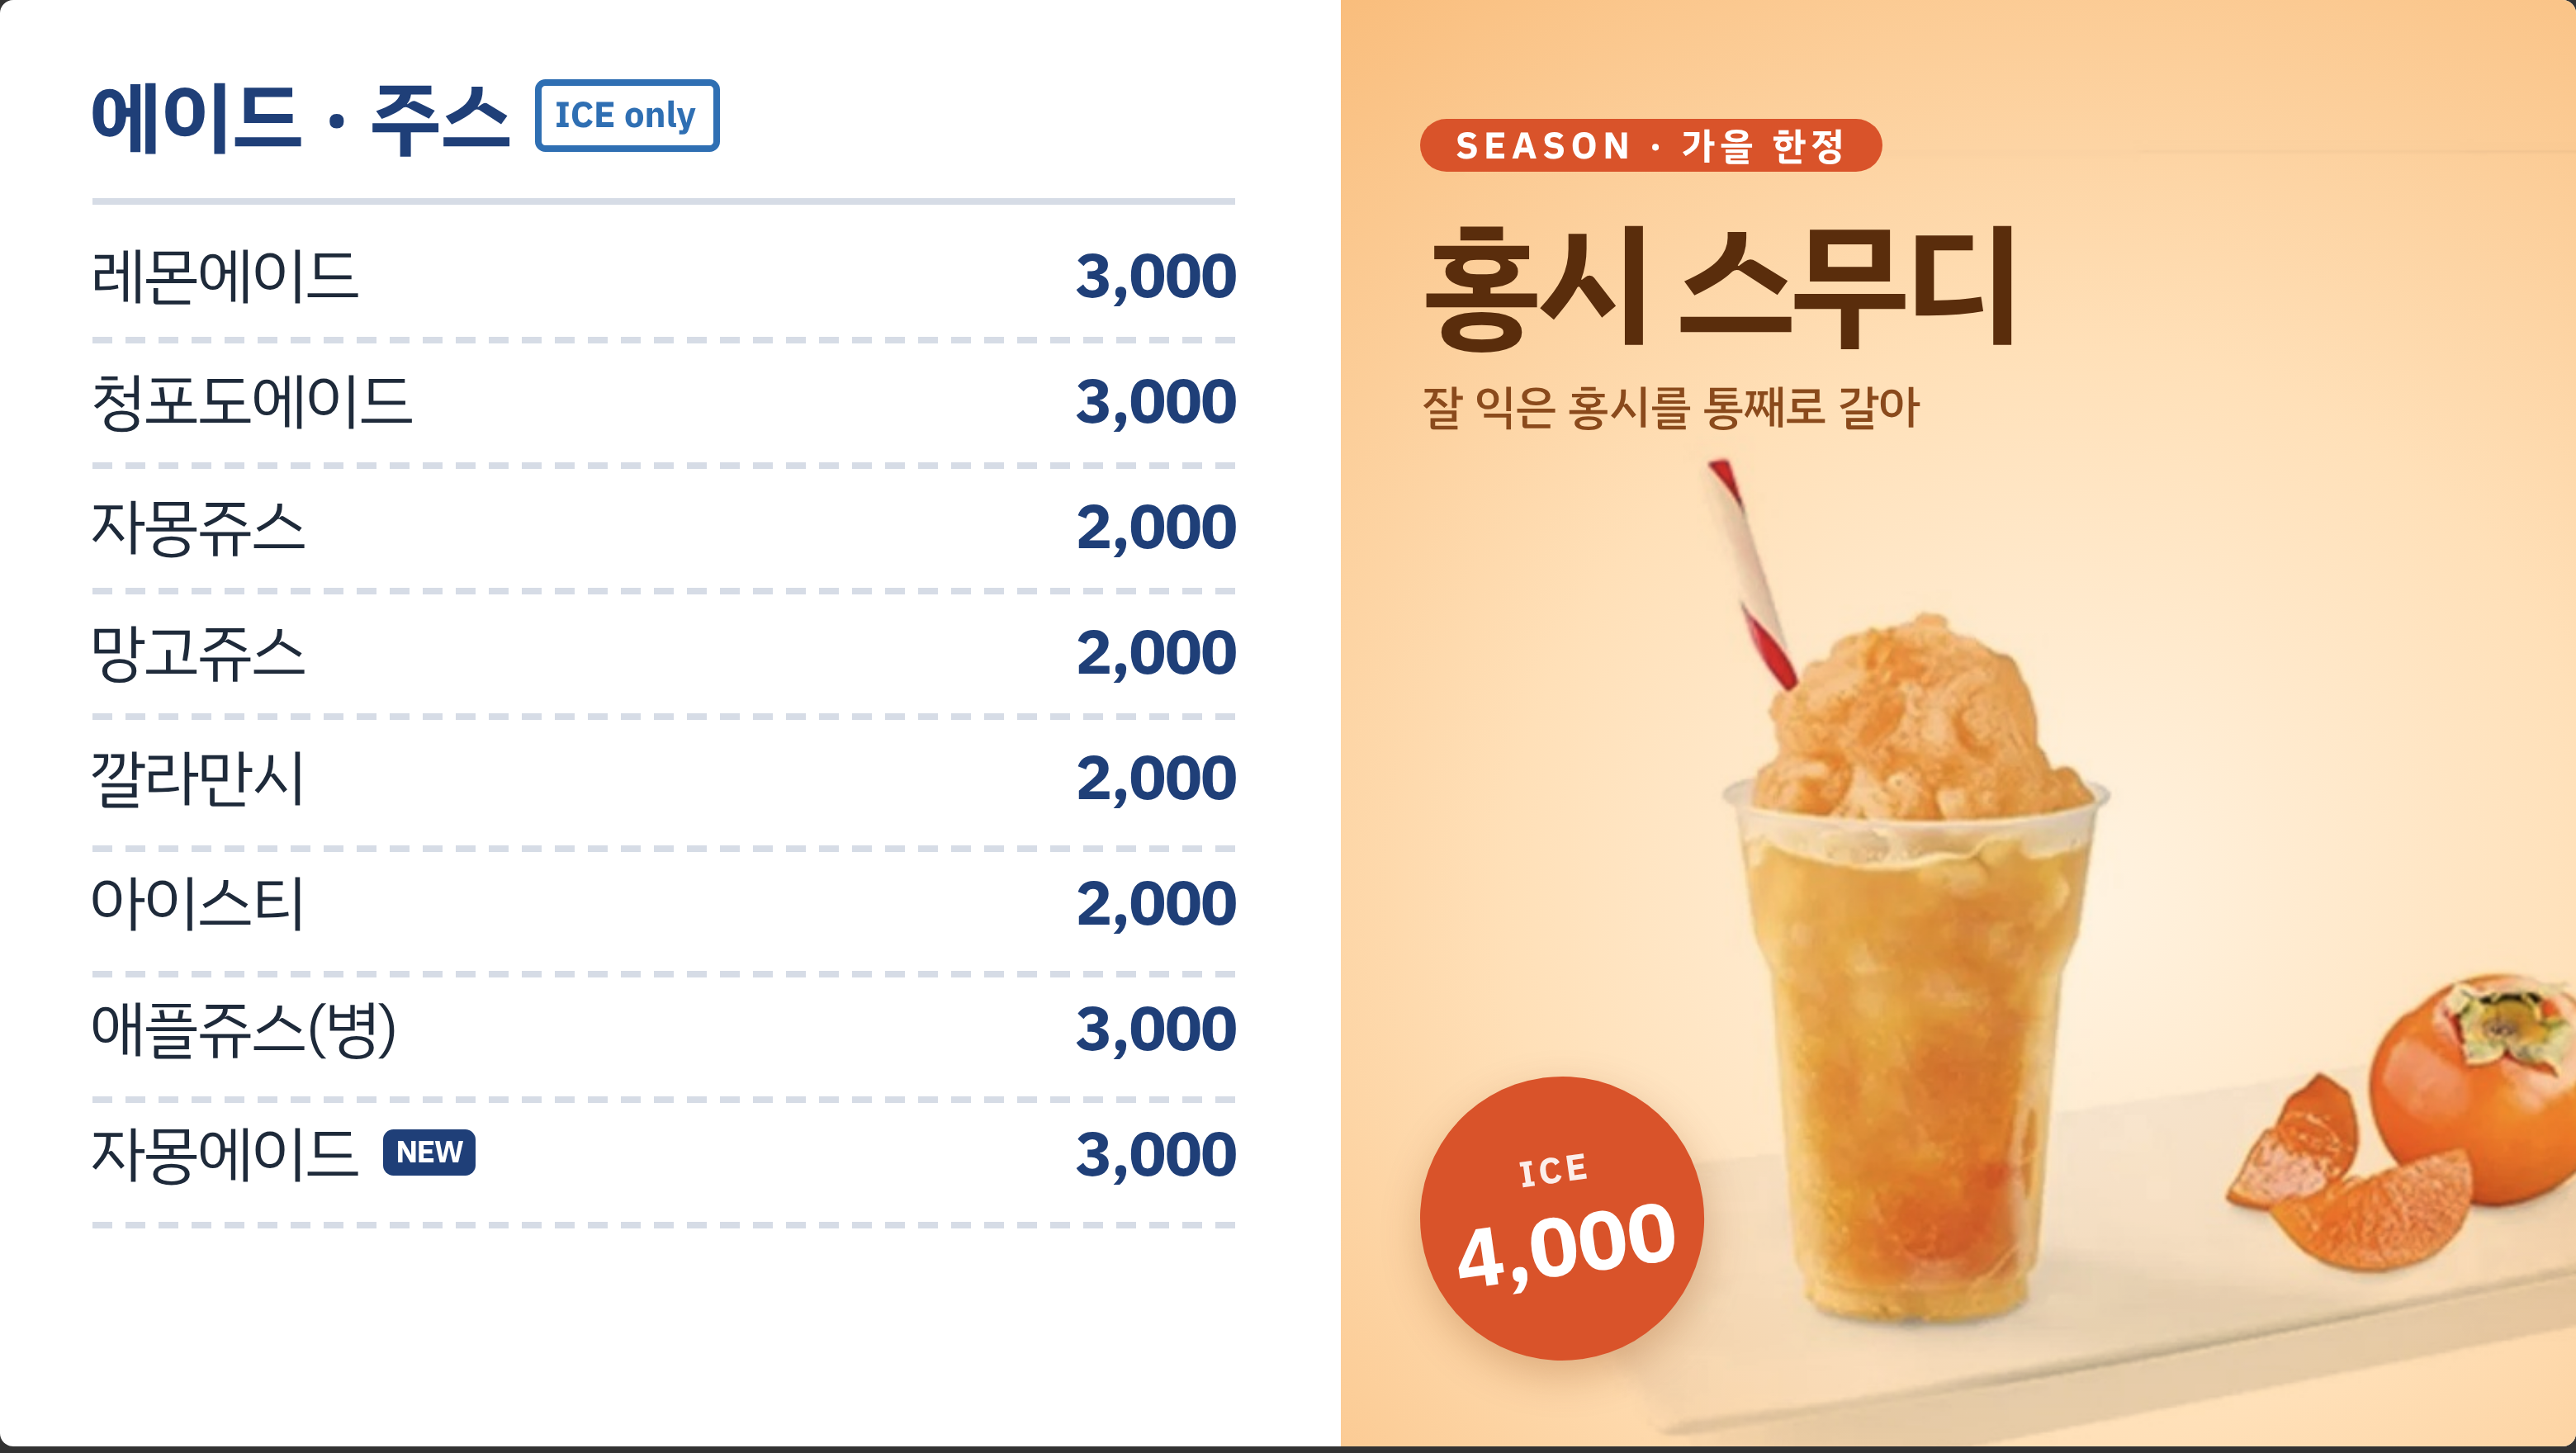 에이드 · 주스 ICE only
레몬에이드 3,000
청포도에이드 3,000
자몽쥬스 2,000
망고쥬스 2,000
깔라만시 2,000
아이스티 2,000
애플쥬스(병) 3,000
자몽에이드 NEW 3,000
SEASON · 가을 한정
홍시 스무디
잘 익은 홍시를 통째로 갈아
ICE
4,000